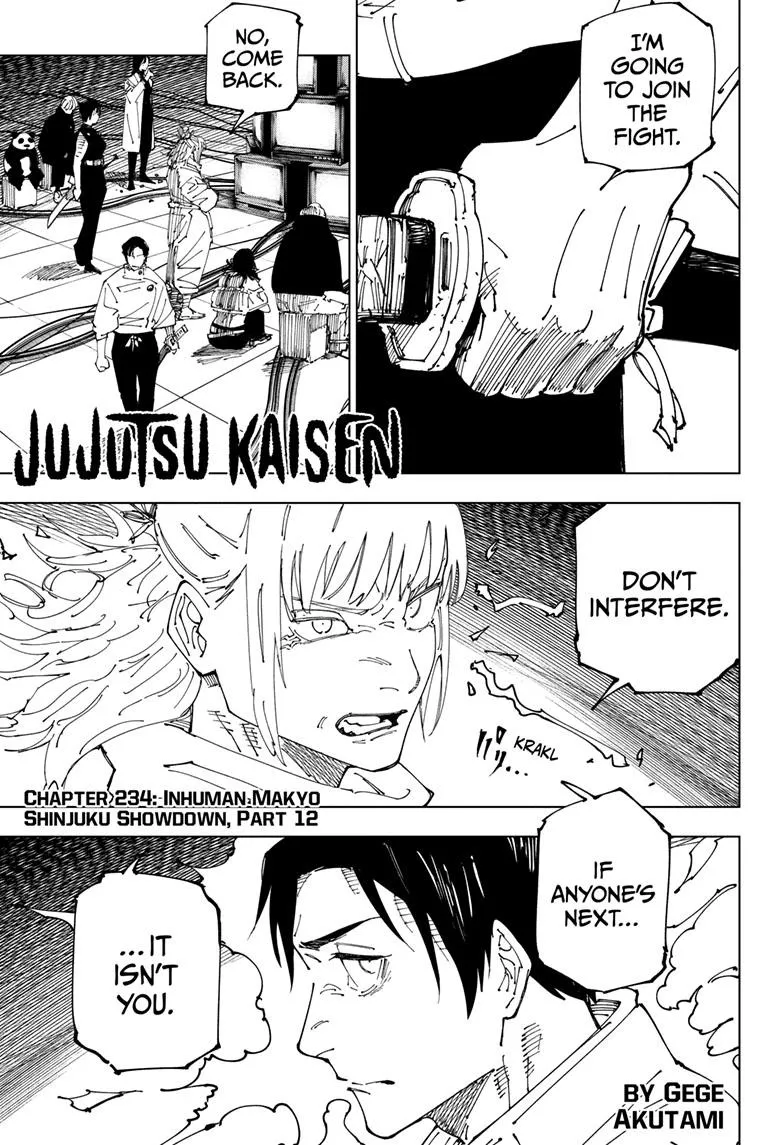 I'M
GOING
TO JOIN
THE
FIGHT.
NO,
COME
BACK.
JUJUTSU KAISEN
DON'T
INTERFERE.
KRAKL
CHAPTER 234: INHUMAN MAKYO
SHINJUKU SHOWDOWN, PART 12
IF
ANYONE'S
NEXT...
...IT
ISN'T
YOU.
BY GEGE
AKUTAMI